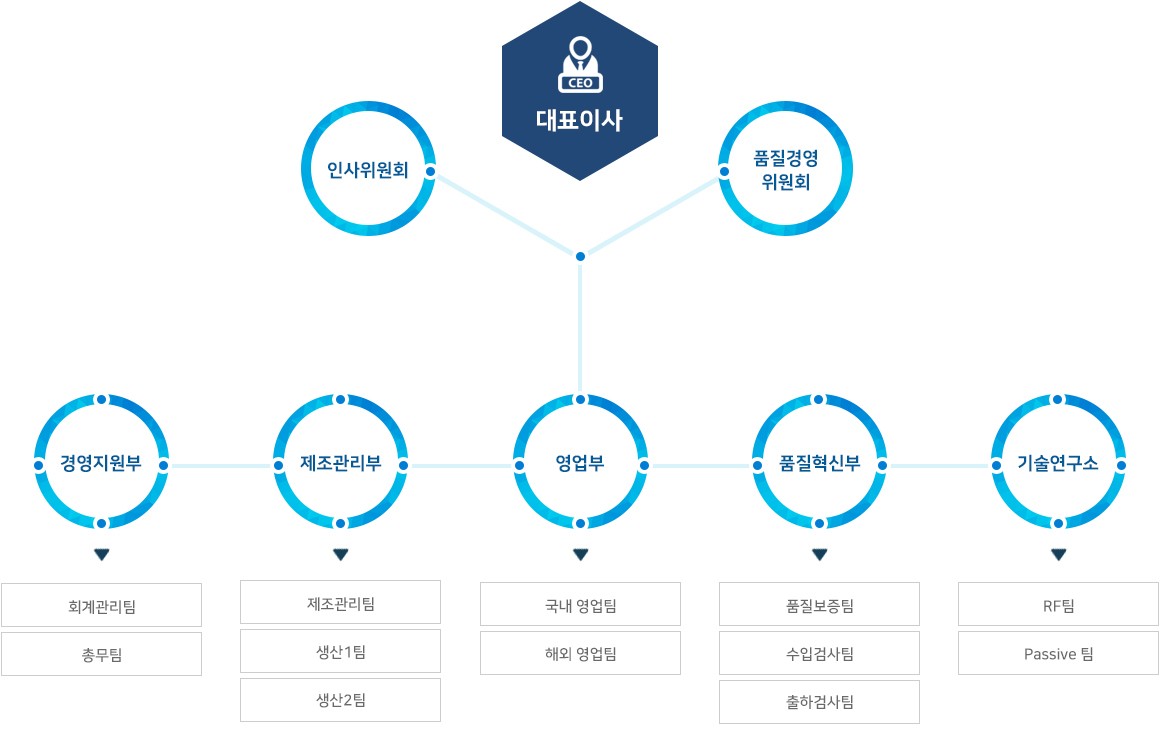 CEO
대표이사
인사위원회
품질경영
위원회
경영지원부
제조관리부
영업부
품질혁신부
기술연구소
회계관리팀
총무팀
제조관리팀
생산1팀
생산2팀
국내 영업팀
해외 영업팀
품질보증팀
수입검사팀
출하검사팀
RF팀
Passive 팀